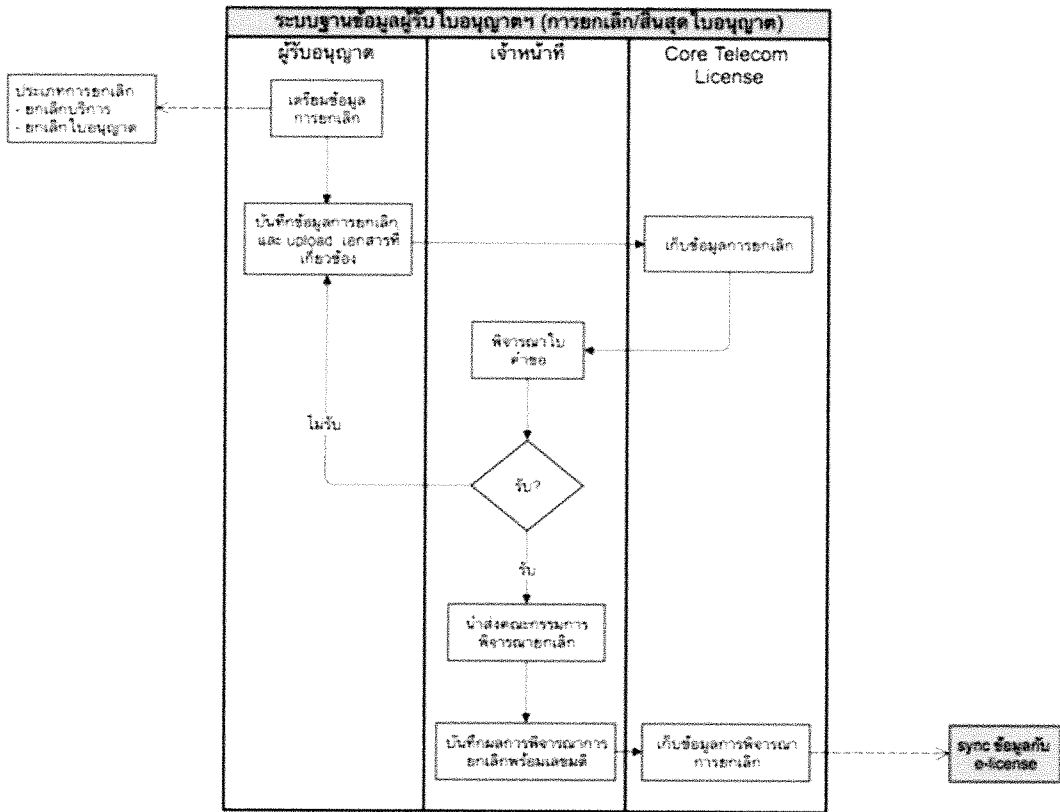 ระบบฐานข้อมูลผู้รับใบอนุญาตฯ (การยกเลิก/สิ้นสุดใบอนุญาต)
ผู้รับอนุญาต
เจ้าหน้าที่
Core Telecom
License
ประเภทการยกเลิก
- ยกเลิกบริการ
- ยกเลิกใบอนุญาต
เตรียมข้อมูล
การยกเลิก
บันทึกข้อมูลการยกเลิก
และ upload เอกสารที่
เกี่ยวข้อง
เก็บข้อมูลการยกเลิก
พิจารณาใบ
คำขอ
ไม่รับ
รับ?
รับ
นำส่งคณะกรรมการ
พิจารณายกเลิก
บันทึกผลการพิจารณาการ
ยกเลิกพร้อมเลขมติ
เก็บข้อมูลการพิจารณา
การยกเลิก
sync ข้อมูลกับ
e-license